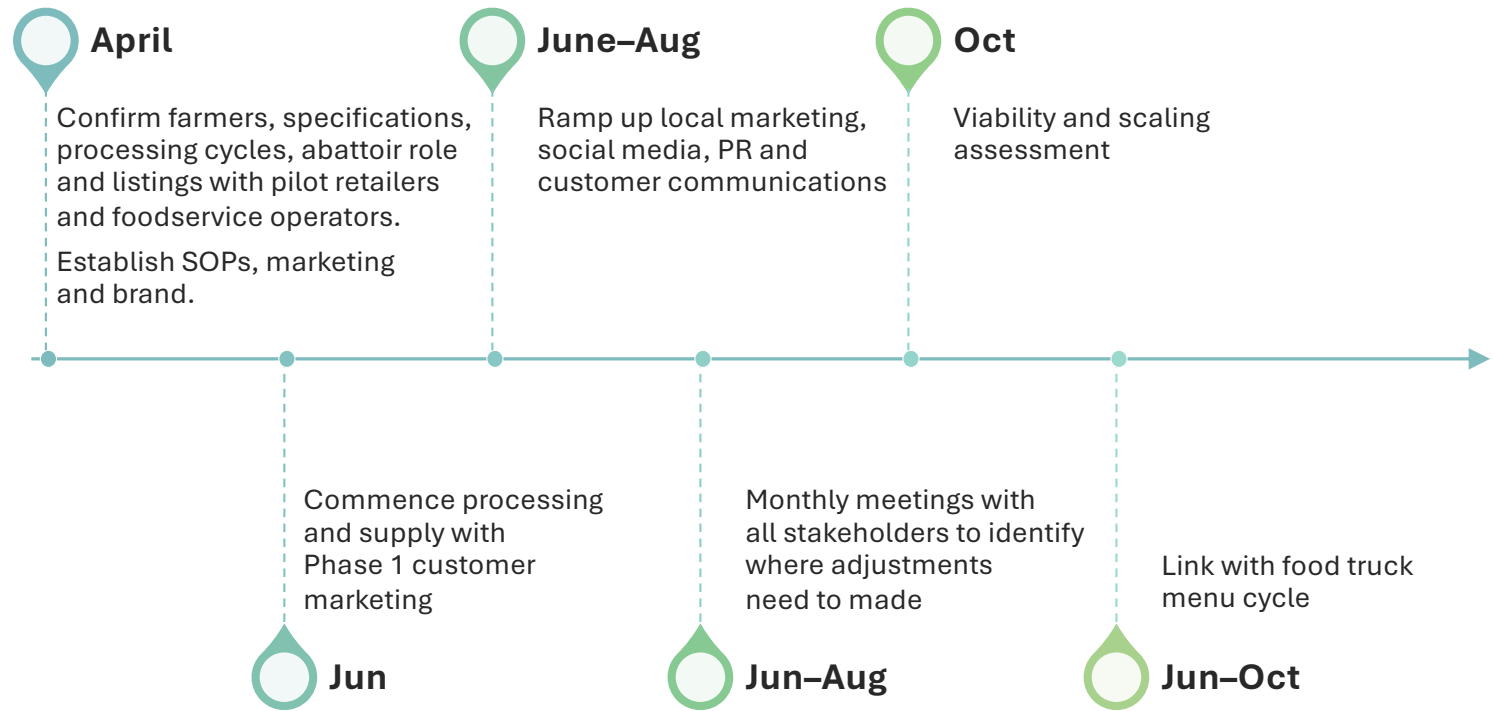 April
Confirm farmers, specifications,
processing cycles, abattoir role
and listings with pilot retailers
and foodservice operators.
Establish SOPs, marketing
and brand.
June–Aug
Ramp up local marketing,
social media, PR and
customer communications
Oct
Viability and scaling
assessment
Commence processing
and supply with
Phase 1 customer
marketing
Jun
Monthly meetings with
all stakeholders to identify
where adjustments
need to made
Jun–Aug
Link with food truck
menu cycle
Jun–Oct